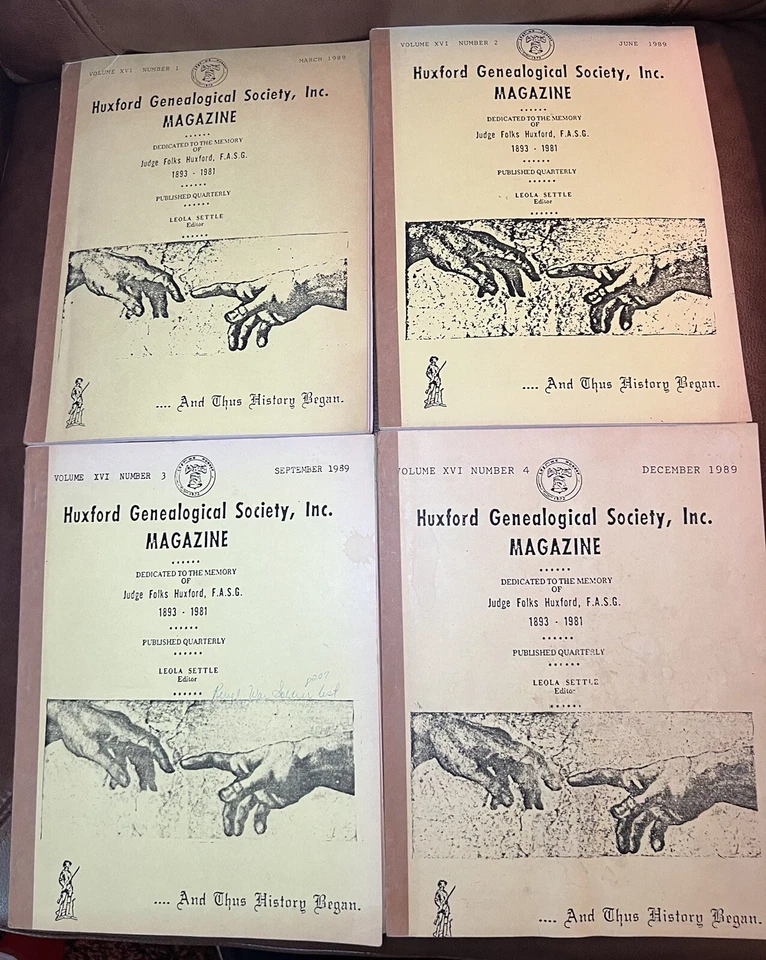 VOLUME XVI NUMBER 1
MARCH 1989
Huxford Genealogical Society, Inc.
MAGAZINE
DEDICATED TO THE MEMORY
OF
Judge Folks Huxford, F.A.S.G.
1893 - 1981
PUBLISHED QUARTERLY
LEOLA SETTLE
Editor
.... And Thus History Began.
VOLUME XVI NUMBER 2
JUNE 1989
Huxford Genealogical Society, Inc.
MAGAZINE
DEDICATED TO THE MEMORY
OF
Judge Folks Huxford, F.A.S.G.
1893 - 1981
PUBLISHED QUARTERLY
LEOLA SETTLE
Editor
.... And Thus History Began.
VOLUME XVI NUMBER 3
SEPTEMBER 1989
Huxford Genealogical Society, Inc.
MAGAZINE
DEDICATED TO THE MEMORY
OF
Judge Folks Huxford, F.A.S.G.
1893 - 1981
PUBLISHED QUARTERLY
LEOLA SETTLE
Editor
War list
.... And Thus History Began.
VOLUME XVI NUMBER 4
DECEMBER 1989
Huxford Genealogical Society, Inc.
MAGAZINE
DEDICATED TO THE MEMORY
OF
Judge Folks Huxford, F.A.S.G.
1893 - 1981
PUBLISHED QUARTERLY
LEOLA SETTLE
Editor
.... And Thus History Began.